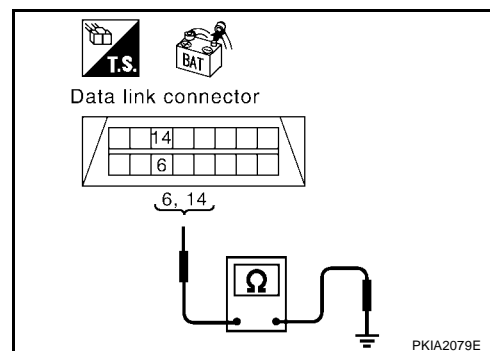 T.S.
BAT
Data link connector
14
6
6, 14
Ω
PKIA2079E